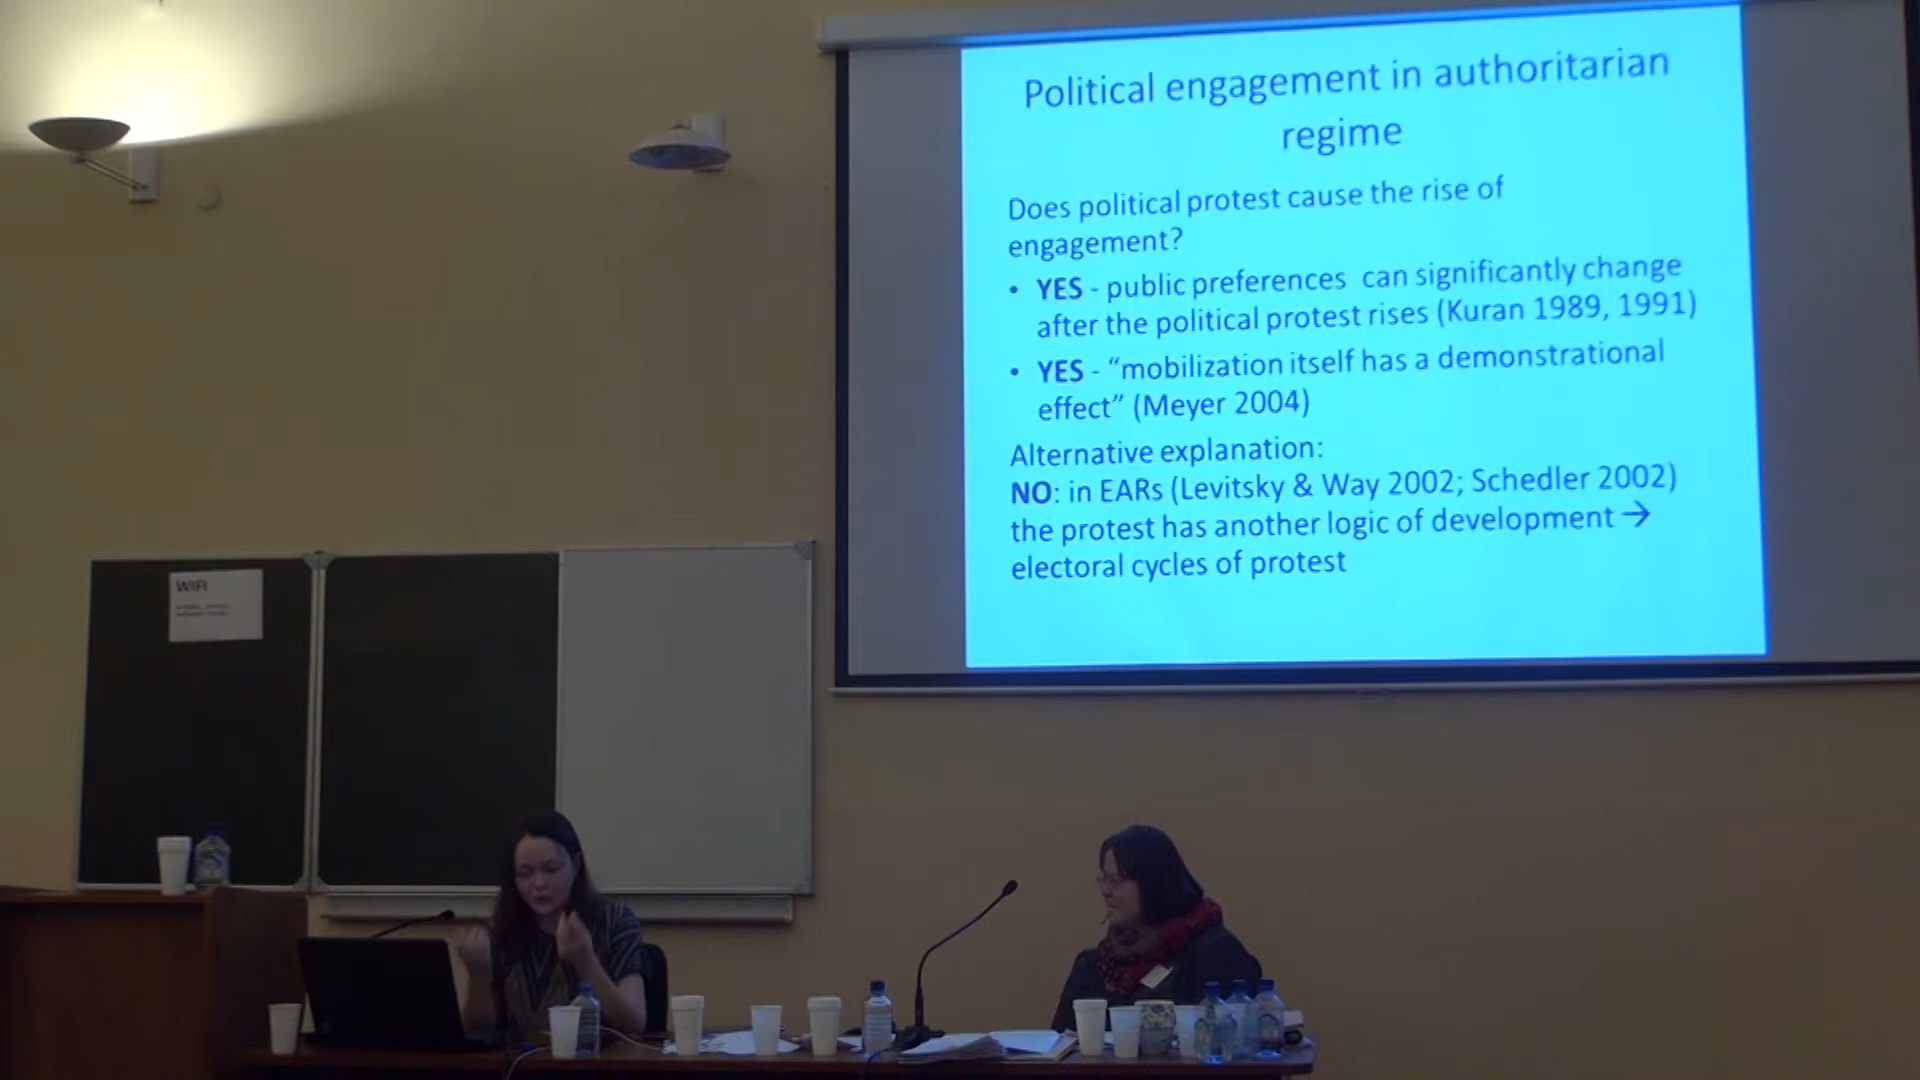 Political engagement in authoritarian
regime
Does political protest cause the rise of
engagement?
• YES - public preferences can significantly change
after the political protest rises (Kuran 1989, 1991)
• YES - “mobilization itself has a demonstrational
effect” (Meyer 2004)
Alternative explanation:
NO: in EARs (Levitsky & Way 2002; Schedler 2002)
the protest has another logic of development →
electoral cycles of protest
WIFI